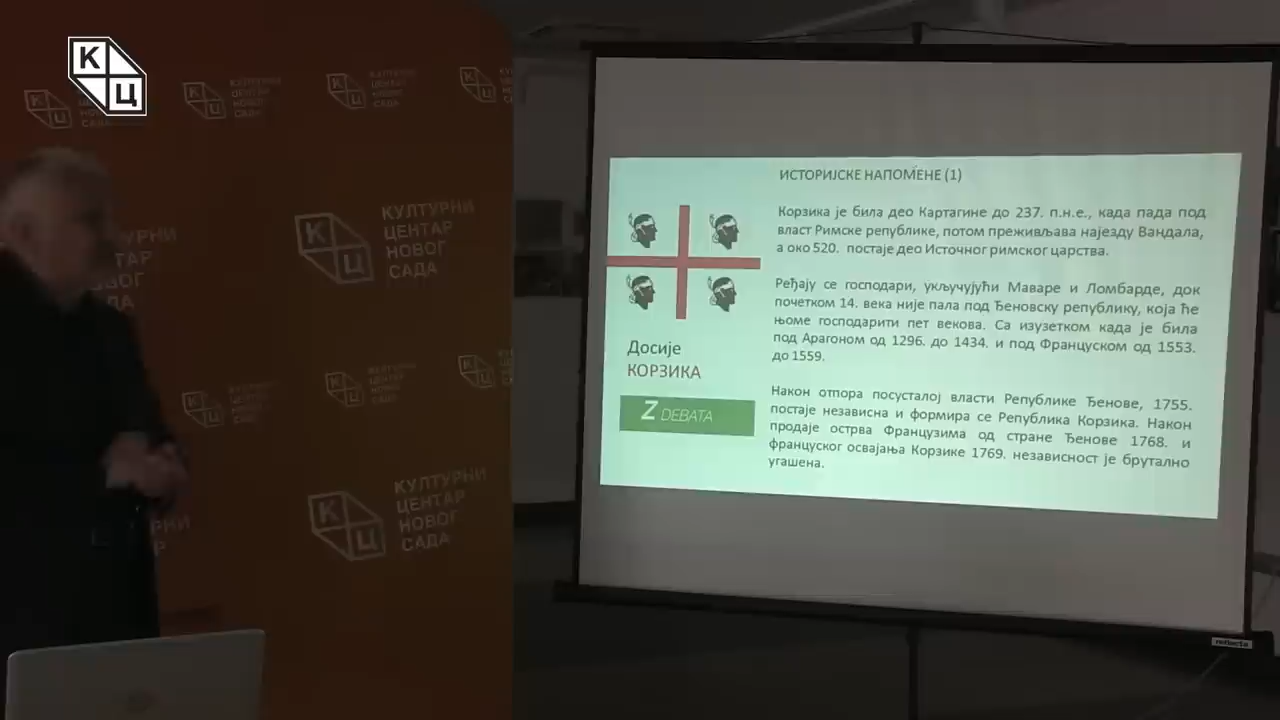 К
Ц
КУЛТУРНИ
ЦЕНТАР
НОВОГ
САДА
КУЛТУРНИ
ЦЕНТАР
НОВОГ
САДА
ИСТОРИЈСКЕ НАПОМЕНЕ (1)
Корзика је била део Картагине до 237. п.н.е., када пада под
власт Римске републике, потом преживљава најезду Вандала,
а око 520. постаје део Источног римског царства.
Ређају се господари, укључујући Маваре и Ломбарде, док
почетком 14. века није пала под Ђеновску републику, која ће
њоме господарити пет векова. Са изузетком када је била
под Арагоном од 1296. до 1434. и под Француском од 1553.
до 1559.
Након отпора посусталој власти Републике Ђенове, 1755.
постаје независна и формира се Република Корзика. Након
продаје острва Французима од стране Ђенове 1768. и
француског освајања Корзике 1769. независност је брутално
угашена.
Досије
КОРЗИКА
Z DEBATA